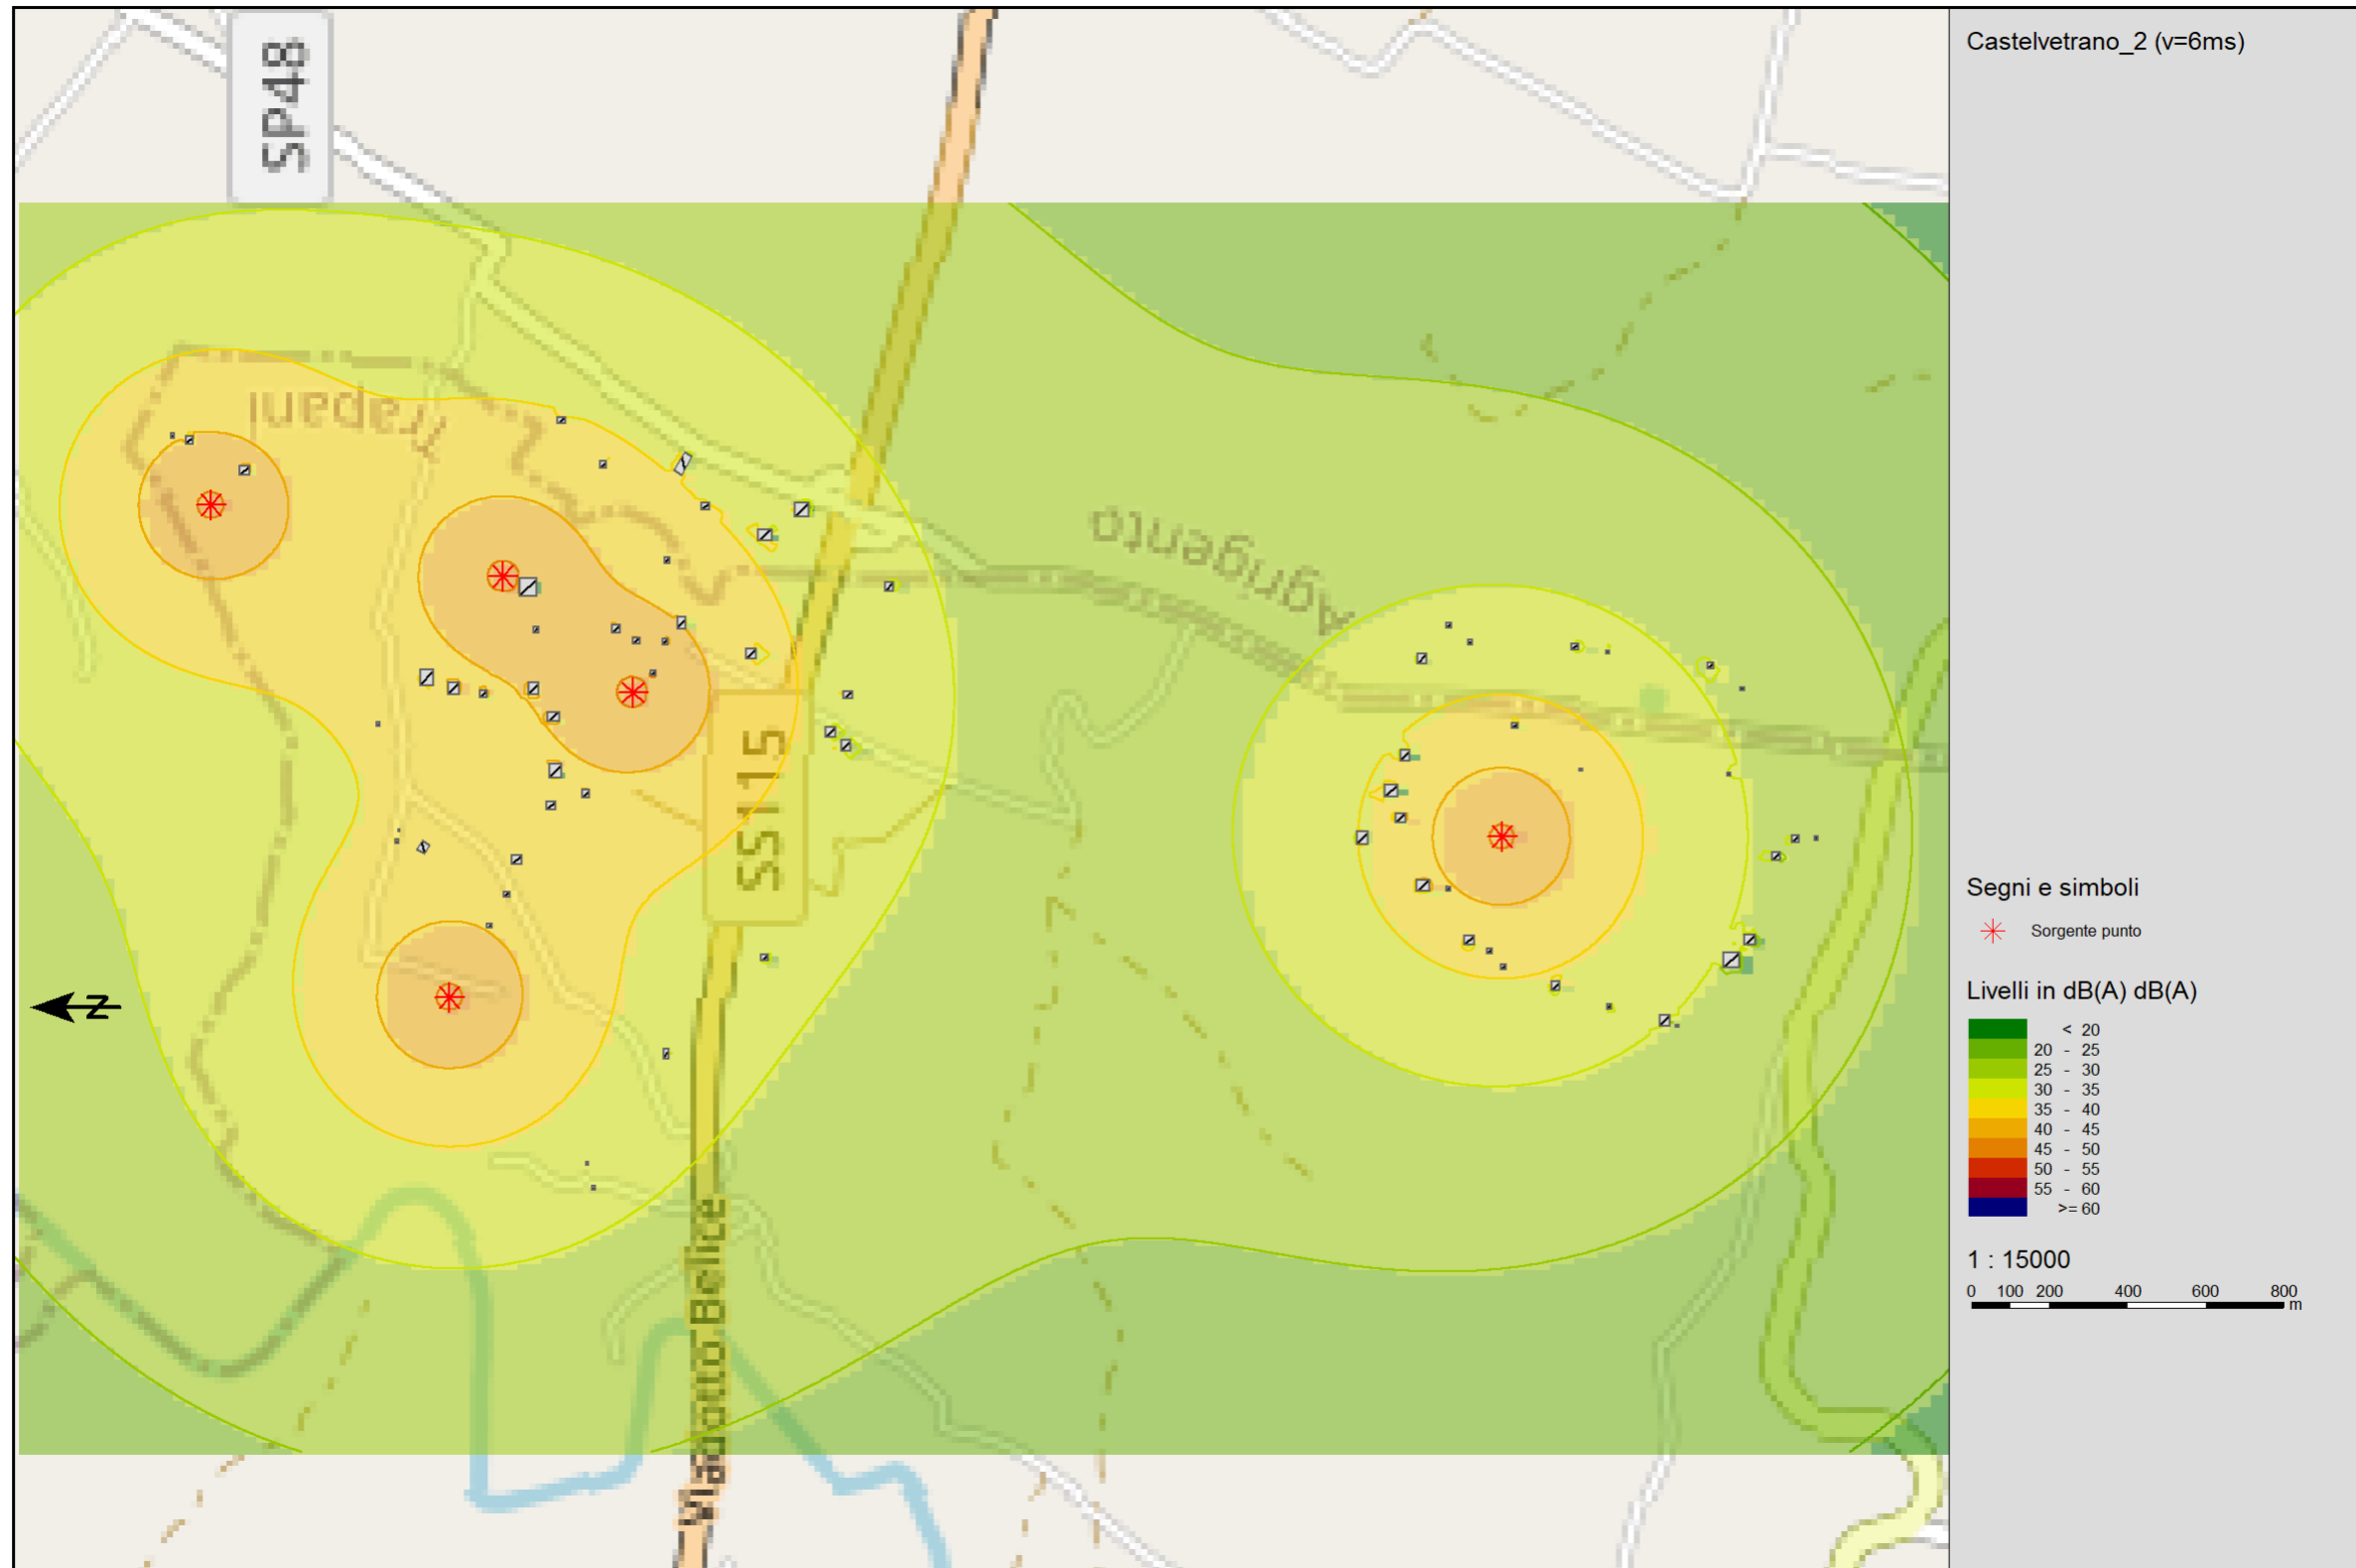 SP48
Trapani
Agrigento
SS115
Viadotto Belice
N
Castelvetrano_2 (v=6ms)
Segni e simboli
Sorgente punto
Livelli in dB(A) dB(A)
< 20
20 - 25
25 - 30
30 - 35
35 - 40
40 - 45
45 - 50
50 - 55
55 - 60
>= 60
1 : 15000
0 100 200 400 600 800
m